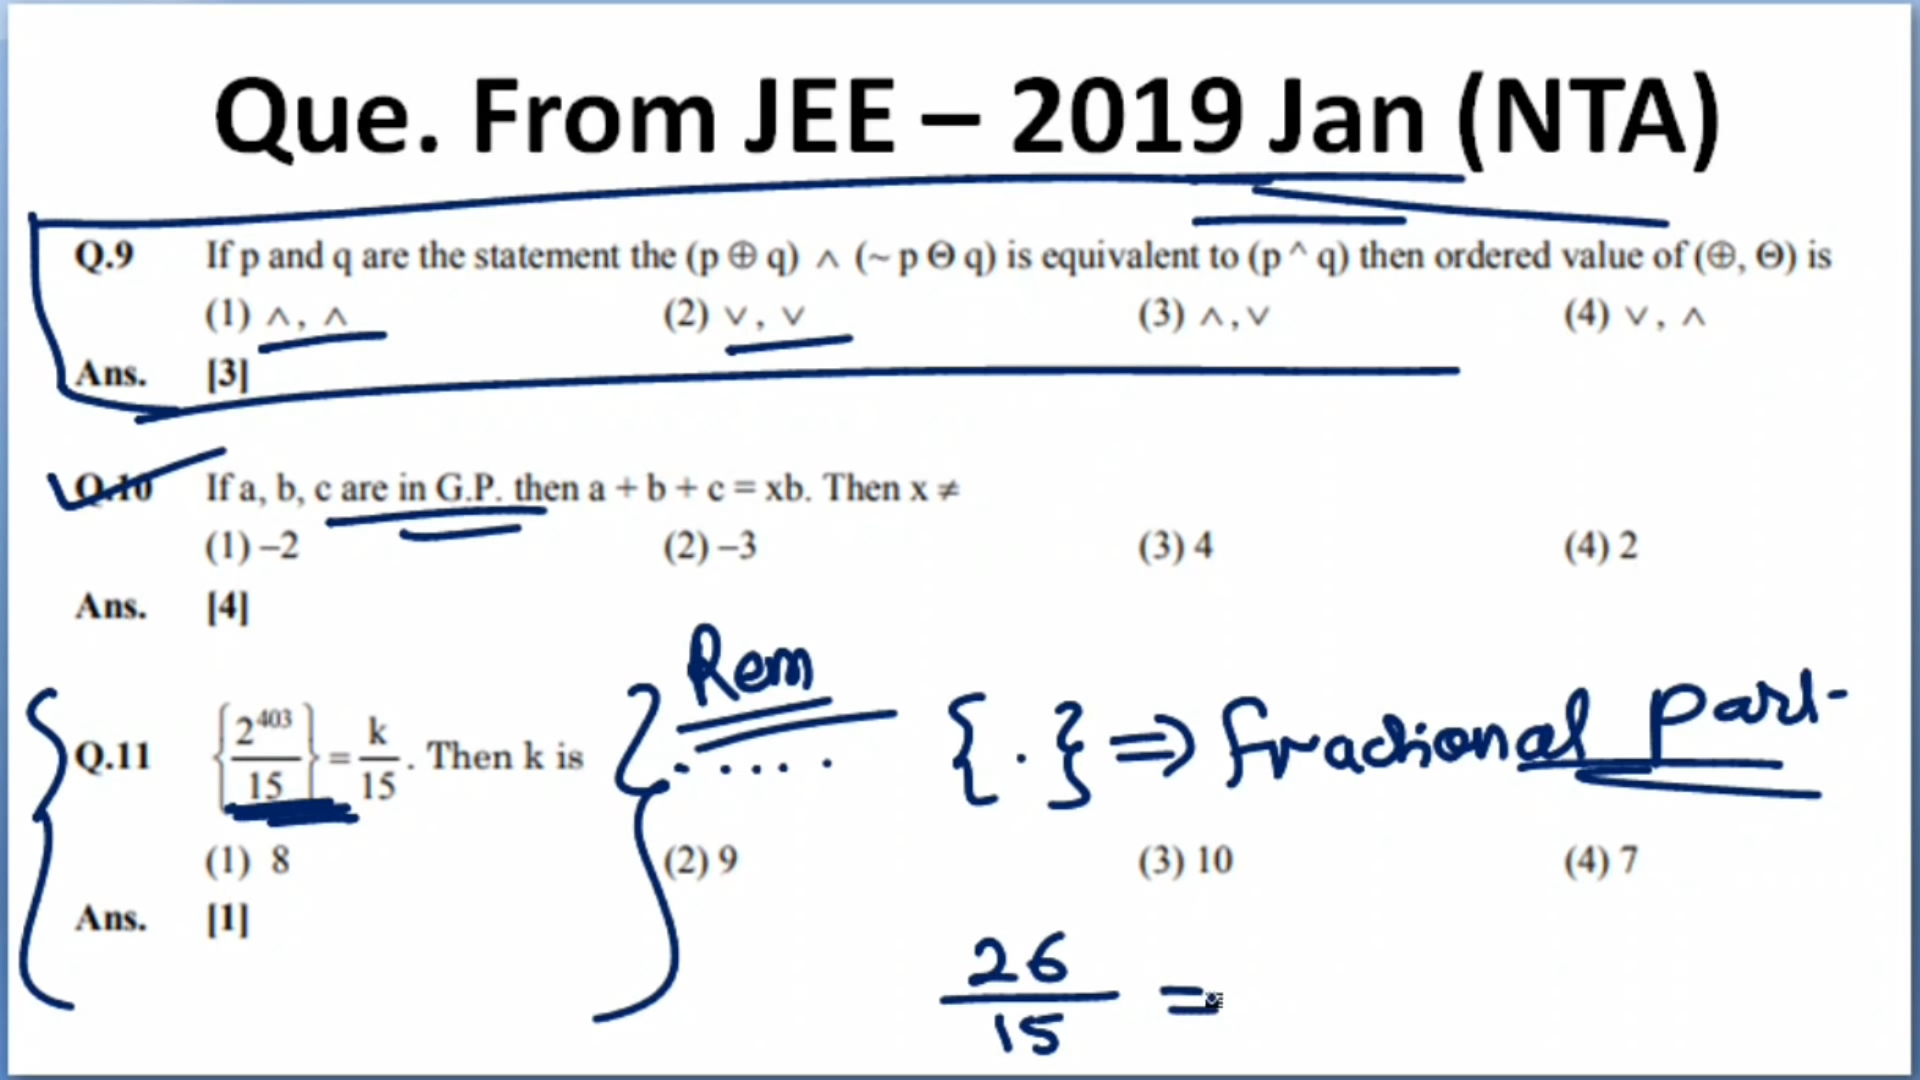 Que. From JEE – 2019 Jan (NTA)
Q.9 If p and q are the statement the (p ⊕ q) ∧ (~ p Θ q) is equivalent to (p ^ q) then ordered value of (⊕, Θ) is
(1) ∧, ∧ (2) ∨, ∨ (3) ∧,∨ (4) ∨, ∧
Ans. [3]
Q.10 If a, b, c are in G.P. then a + b + c = xb. Then x ≠
(1) –2 (2) –3 (3) 4 (4) 2
Ans. [4]
Rem
Q.11 {2^403/15} = k/15. Then k is ..... {.} ⇒ fractional part-
(1) 8 (2) 9 (3) 10 (4) 7
Ans. [1]
26/15 =